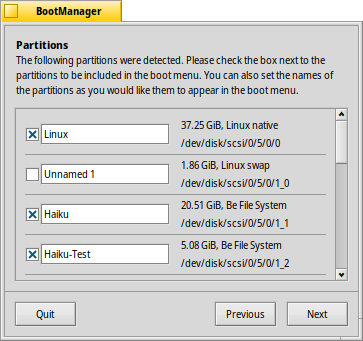 BootManager
Partitions
The following partitions were detected. Please check the box next to the
partitions to be included in the boot menu. You can also set the names of
the partitions as you would like them to appear in the boot menu.
Linux
37.25 GiB, Linux native
/dev/disk/scsi/0/5/0/0
Unnamed 1
1.86 GiB, Linux swap
/dev/disk/scsi/0/5/0/1_0
Haiku
20.51 GiB, Be File System
/dev/disk/scsi/0/5/0/1_1
Haiku-Test
5.08 GiB, Be File System
/dev/disk/scsi/0/5/0/1_2
Quit
Previous
Next